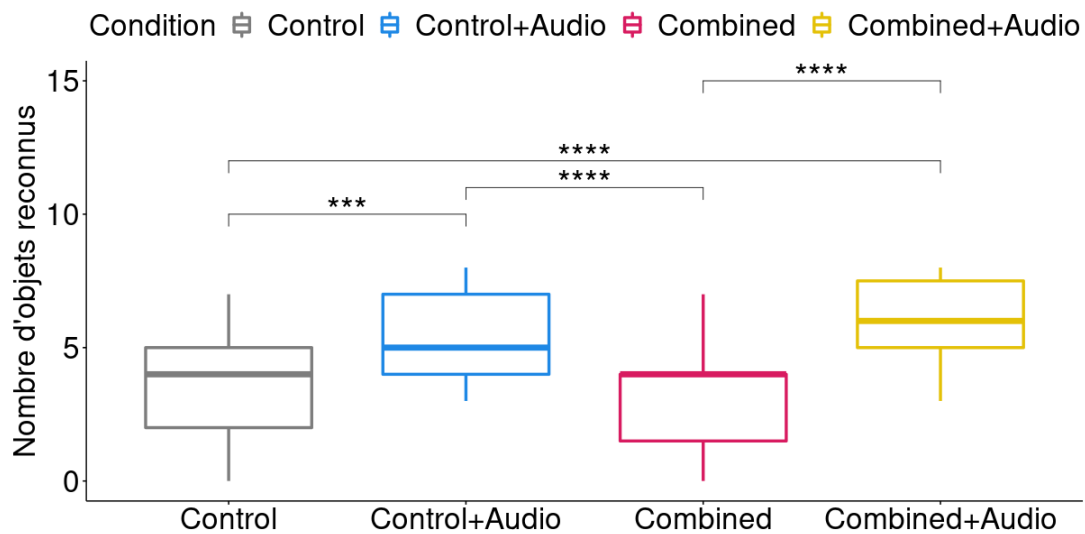 Condition Control Control+Audio Combined Combined+Audio
Nombre d'objets reconnus
15
10
5
0
****
****
****
***
Control Control+Audio Combined Combined+Audio